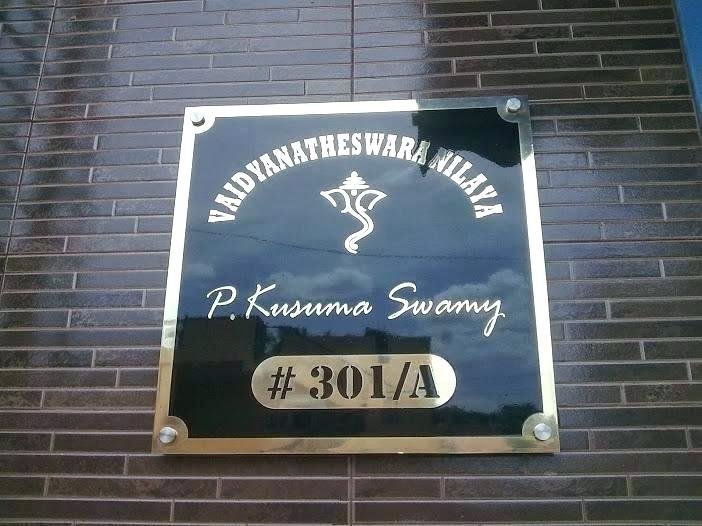 VAIDYANATHESWARA NILAYA
P. Kusuma Swamy
# 301/A